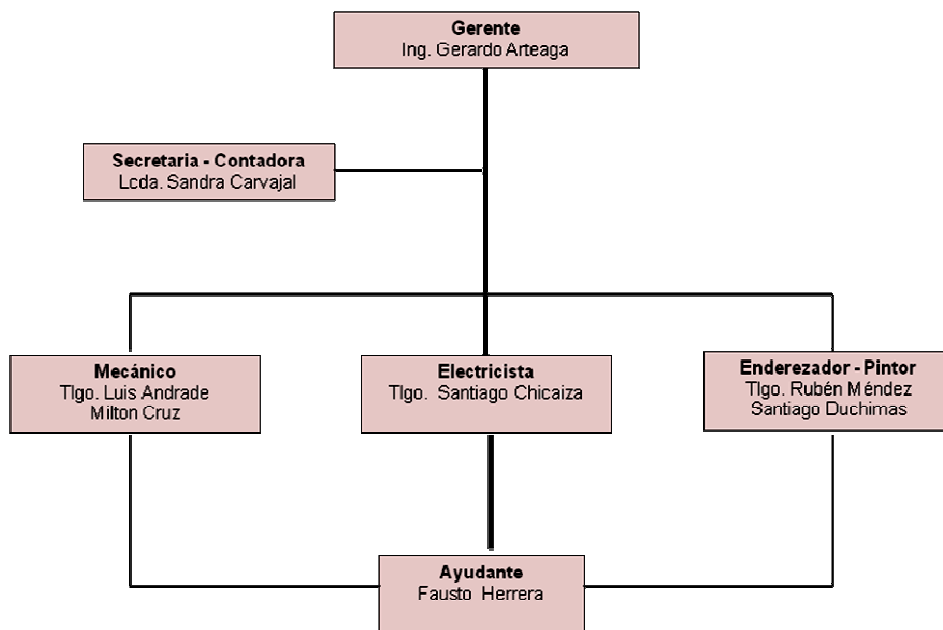 Gerente
Ing. Gerardo Arteaga
Secretaria - Contadora
Lcda. Sandra Carvajal
Mecánico
Tlgo. Luis Andrade
Milton Cruz
Electricista
Tlgo. Santiago Chicaiza
Enderezador - Pintor
Tlgo. Rubén Méndez
Santiago Duchimas
Ayudante
Fausto Herrera